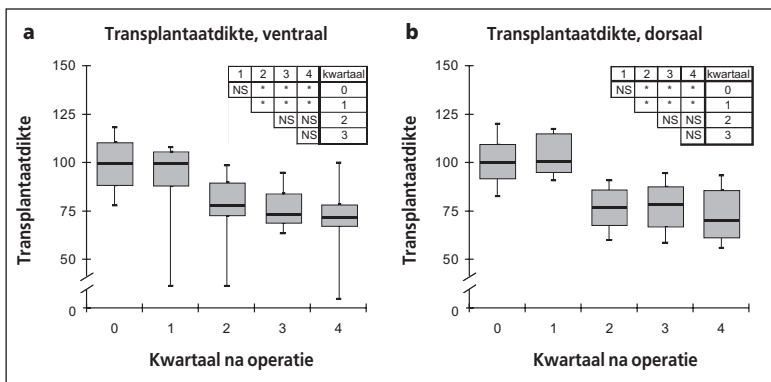 a Transplantaatdikte, ventraal
150
125
100
75
50
0
Transplantaatdikte
1 2 3 4 kwartaal
NS * * * 0
* * * 1
NS NS 2
NS 3
0 1 2 3 4
Kwartaal na operatie
b Transplantaatdikte, dorsaal
150
125
100
75
50
0
Transplantaatdikte
1 2 3 4 kwartaal
NS * * * 0
* * * 1
NS NS 2
NS 3
0 1 2 3 4
Kwartaal na operatie